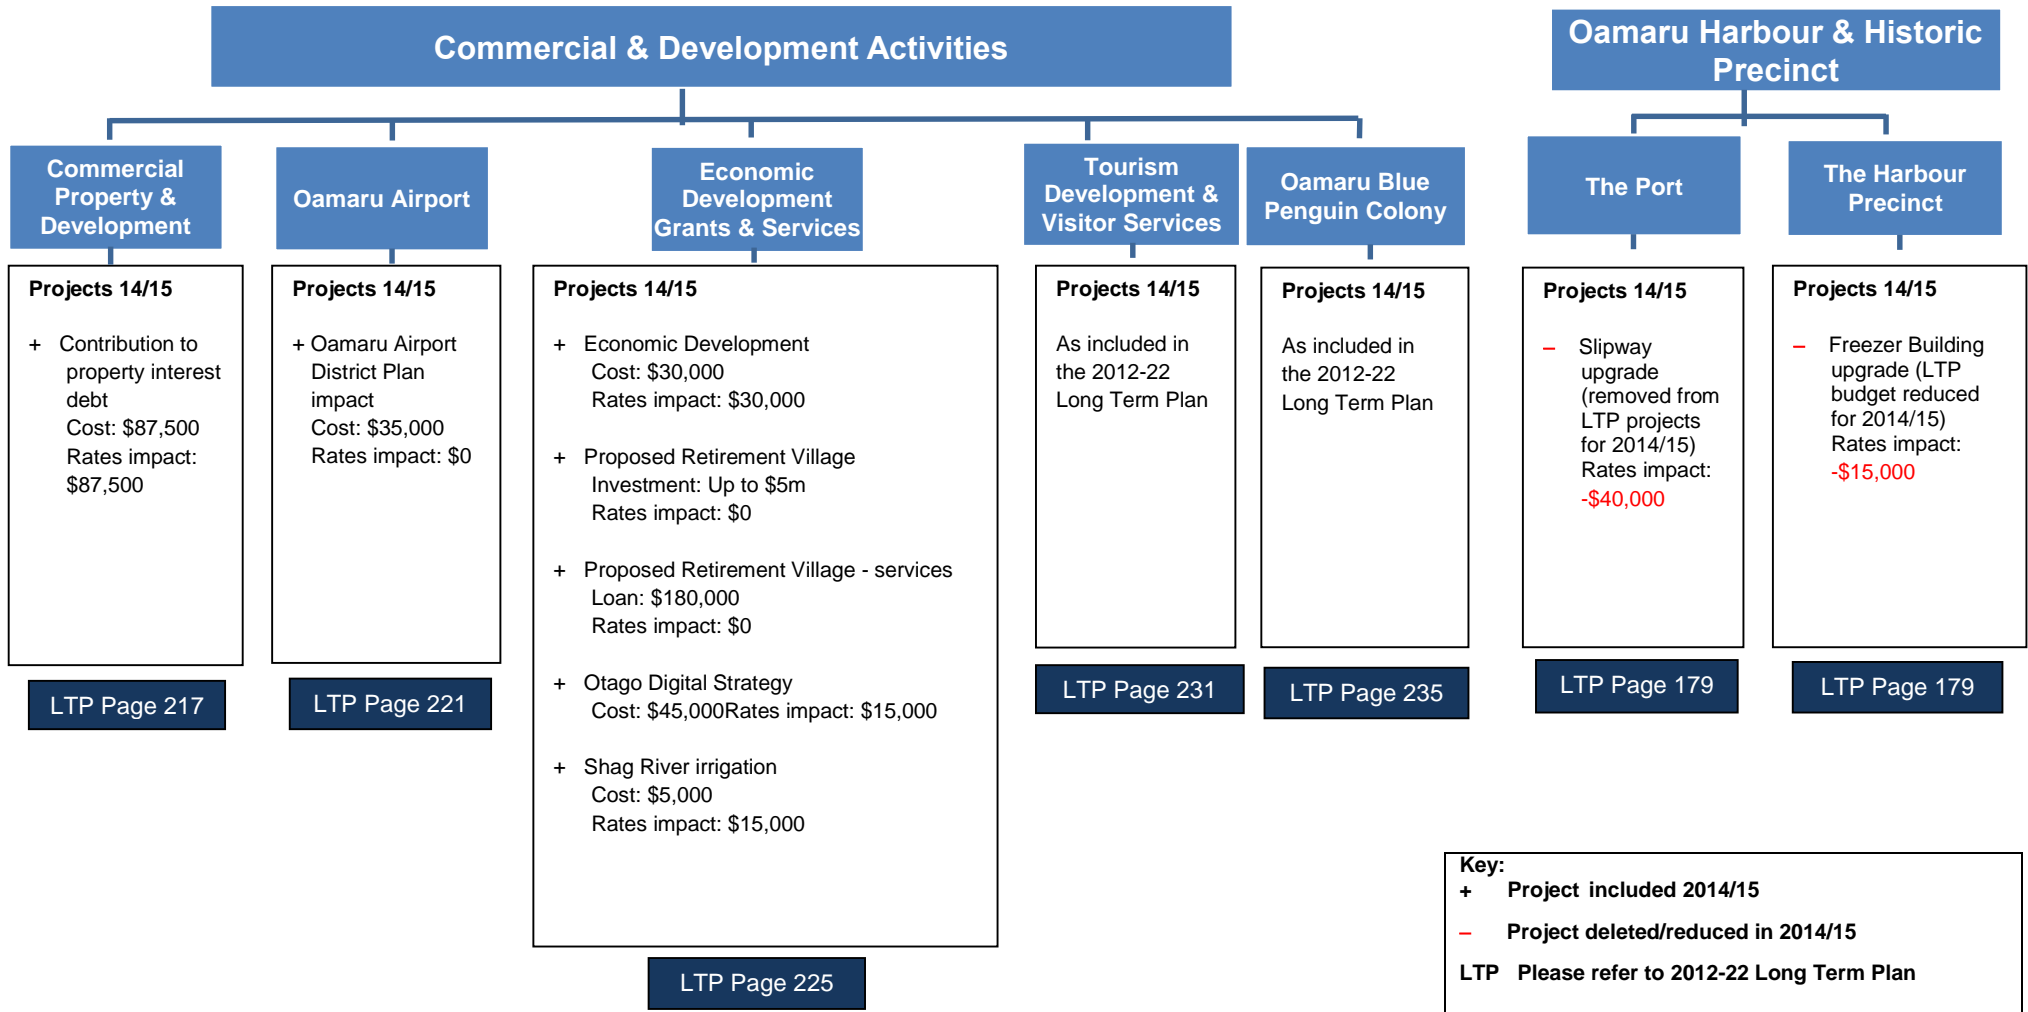 Commercial & Development Activities
Oamaru Harbour & Historic
Precinct
Commercial
Property &
Development
Oamaru Airport
Economic
Development
Grants & Services
Tourism
Development &
Visitor Services
Oamaru Blue
Penguin Colony
The Port
The Harbour
Precinct
Projects 14/15
+ Contribution to
property interest
debt
Cost: $87,500
Rates impact:
$87,500
LTP Page 217
Projects 14/15
+ Oamaru Airport
District Plan
impact
Cost: $35,000
Rates impact: $0
LTP Page 221
Projects 14/15
+ Economic Development
Cost: $30,000
Rates impact: $30,000
+ Proposed Retirement Village
Investment: Up to $5m
Rates impact: $0
+ Proposed Retirement Village - services
Loan: $180,000
Rates impact: $0
+ Otago Digital Strategy
Cost: $45,000Rates impact: $15,000
+ Shag River irrigation
Cost: $5,000
Rates impact: $15,000
LTP Page 225
Projects 14/15
As included in
the 2012-22
Long Term Plan
LTP Page 231
Projects 14/15
As included in
the 2012-22
Long Term Plan
LTP Page 235
Projects 14/15
– Slipway
upgrade
(removed from
LTP projects
for 2014/15)
Rates impact:
-$40,000
LTP Page 179
Projects 14/15
– Freezer Building
upgrade (LTP
budget reduced
for 2014/15)
Rates impact:
-$15,000
LTP Page 179
Key:
+ Project included 2014/15
– Project deleted/reduced in 2014/15
LTP Please refer to 2012-22 Long Term Plan